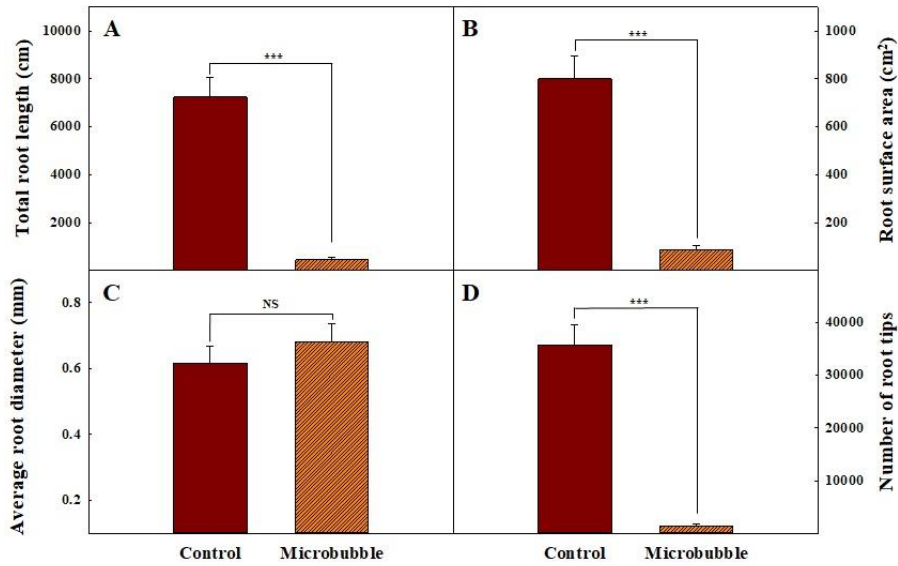 A
B
Total root length (cm)
10000
8000
6000
4000
2000
***
***
1000
800
600
400
200
Root surface area (cm²)
C
D
Average root diameter (mm)
0.8
0.6
0.4
0.2
NS
***
40000
30000
20000
10000
Number of root tips
Control Microbubble Control Microbubble